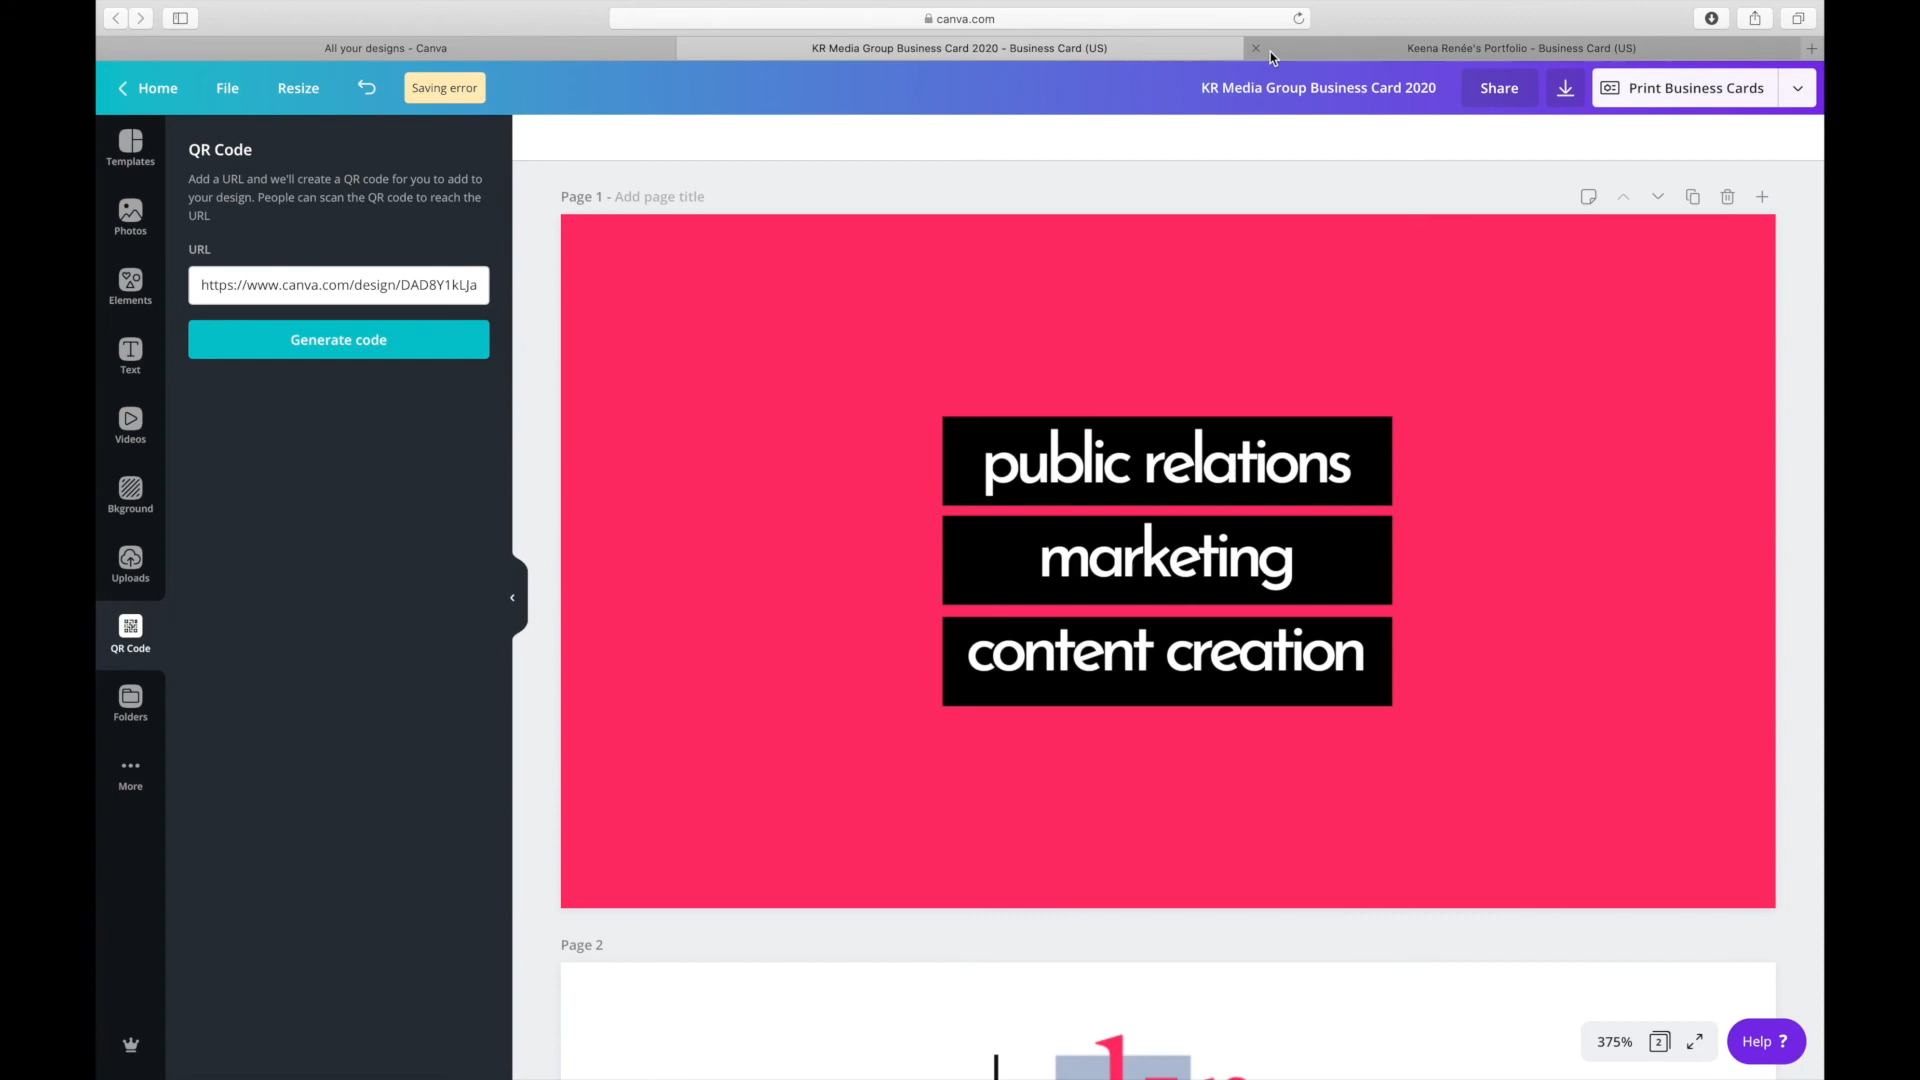 canva.com
All your designs - Canva
KR Media Group Business Card 2020 - Business Card (US)
Keena Renée's Portfolio - Business Card (US)
Home
File
Resize
Saving error
KR Media Group Business Card 2020
Share
Print Business Cards
Templates
Photos
Elements
Text
Videos
Bkground
Uploads
QR Code
Folders
More
QR Code
Add a URL and we'll create a QR code for you to add to
your design. People can scan the QR code to reach the
URL
URL
https://www.canva.com/design/DAD8Y1kLJa
Generate code
Page 1 - Add page title
public relations
marketing
content creation
Page 2
375%
2
Help ?